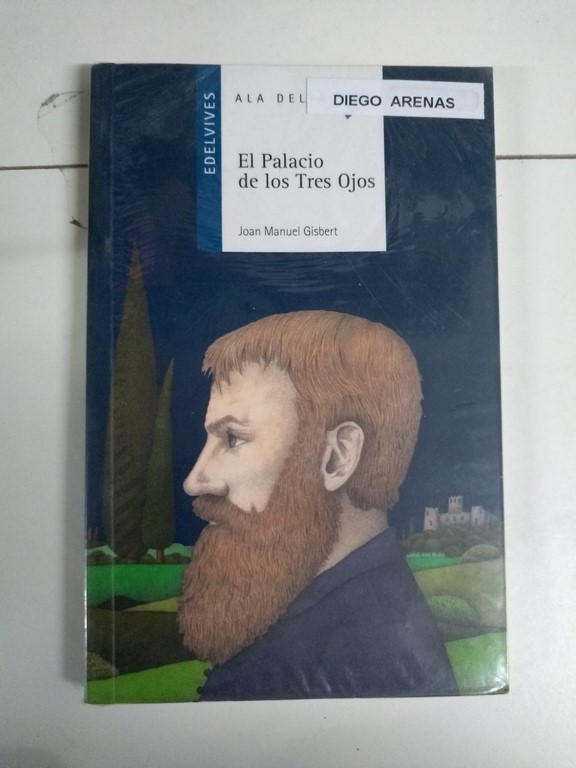 EDELVIVES
ALA DEL
DIEGO ARENAS
El Palacio
de los Tres Ojos
Joan Manuel Gisbert